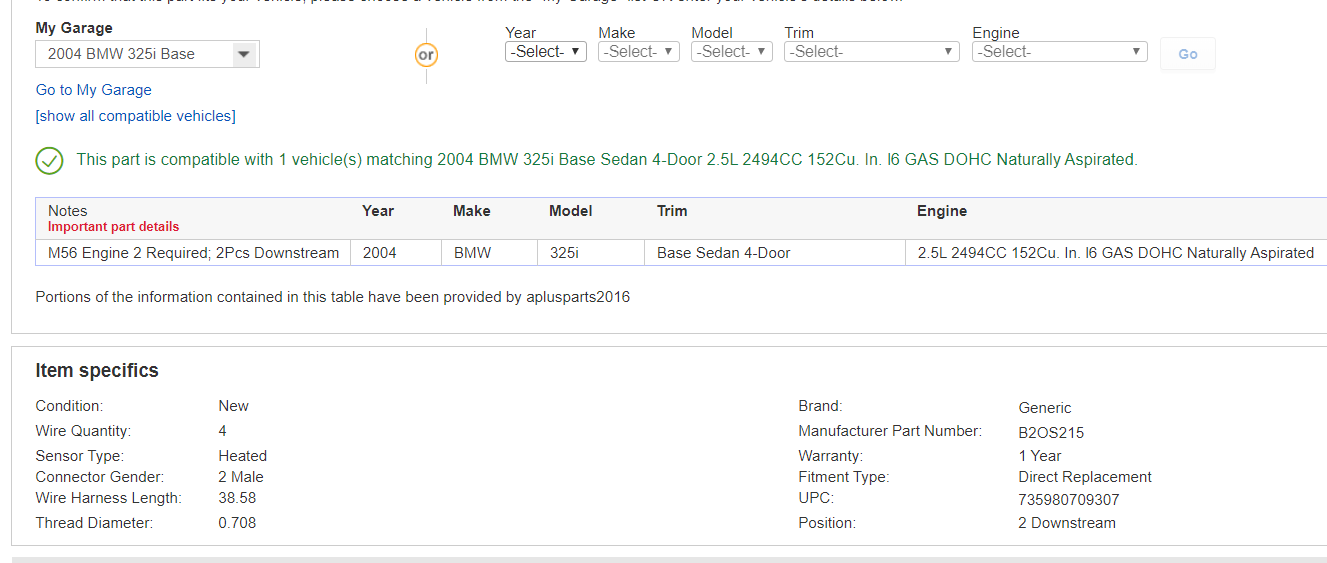 My Garage
Year Make Model Trim Engine
2004 BMW 325i Base or -Select- -Select- -Select- -Select- -Select- Go
Go to My Garage
[show all compatible vehicles]
This part is compatible with 1 vehicle(s) matching 2004 BMW 325i Base Sedan 4-Door 2.5L 2494CC 152Cu. In. l6 GAS DOHC Naturally Aspirated.
Notes Year Make Model Trim Engine
Important part details
M56 Engine 2 Required; 2Pcs Downstream 2004 BMW 325i Base Sedan 4-Door 2.5L 2494CC 152Cu. In. l6 GAS DOHC Naturally Aspirated
Portions of the information contained in this table have been provided by aplusparts2016
Item specifics
Condition: New Brand: Generic
Wire Quantity: 4 Manufacturer Part Number: B2OS215
Sensor Type: Heated Warranty: 1 Year
Connector Gender: 2 Male Fitment Type: Direct Replacement
Wire Harness Length: 38.58 UPC: 735980709307
Thread Diameter: 0.708 Position: 2 Downstream